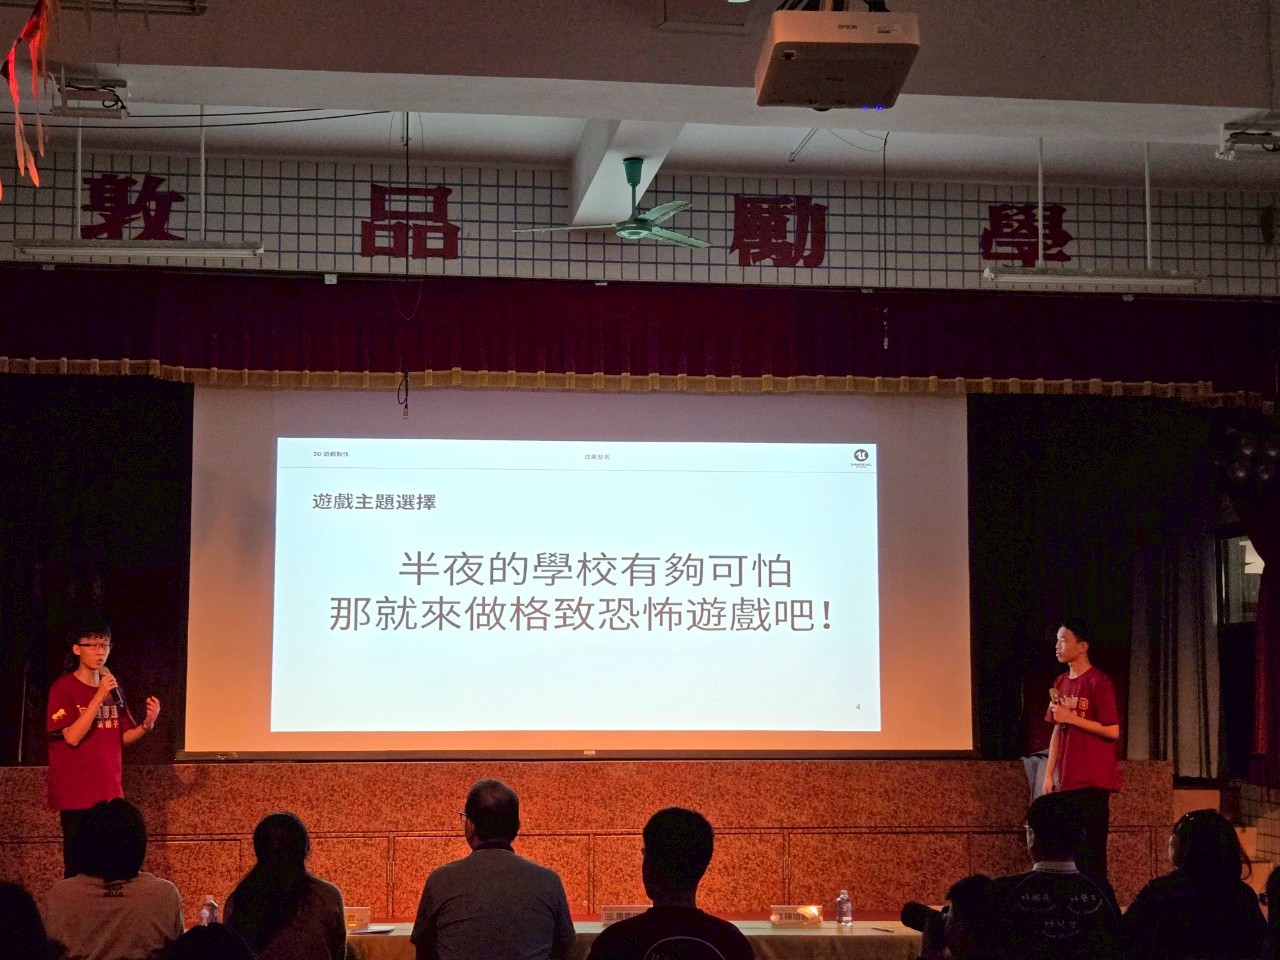 EPSON
敦品勵學
3D 遊戲製作
成果發表
UNREAL
遊戲主題選擇
半夜的學校有夠可怕
那就來做格致恐怖遊戲吧！
4